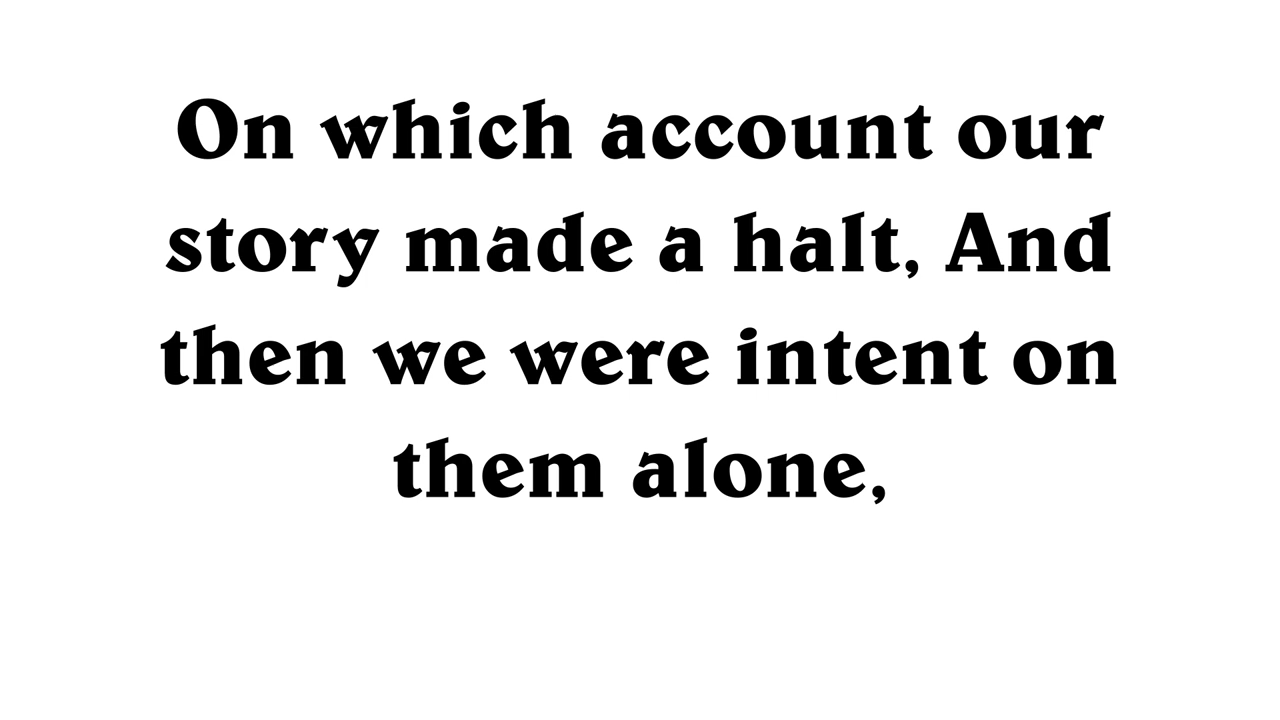 On which account our
story made a halt, And
then we were intent on
them alone,